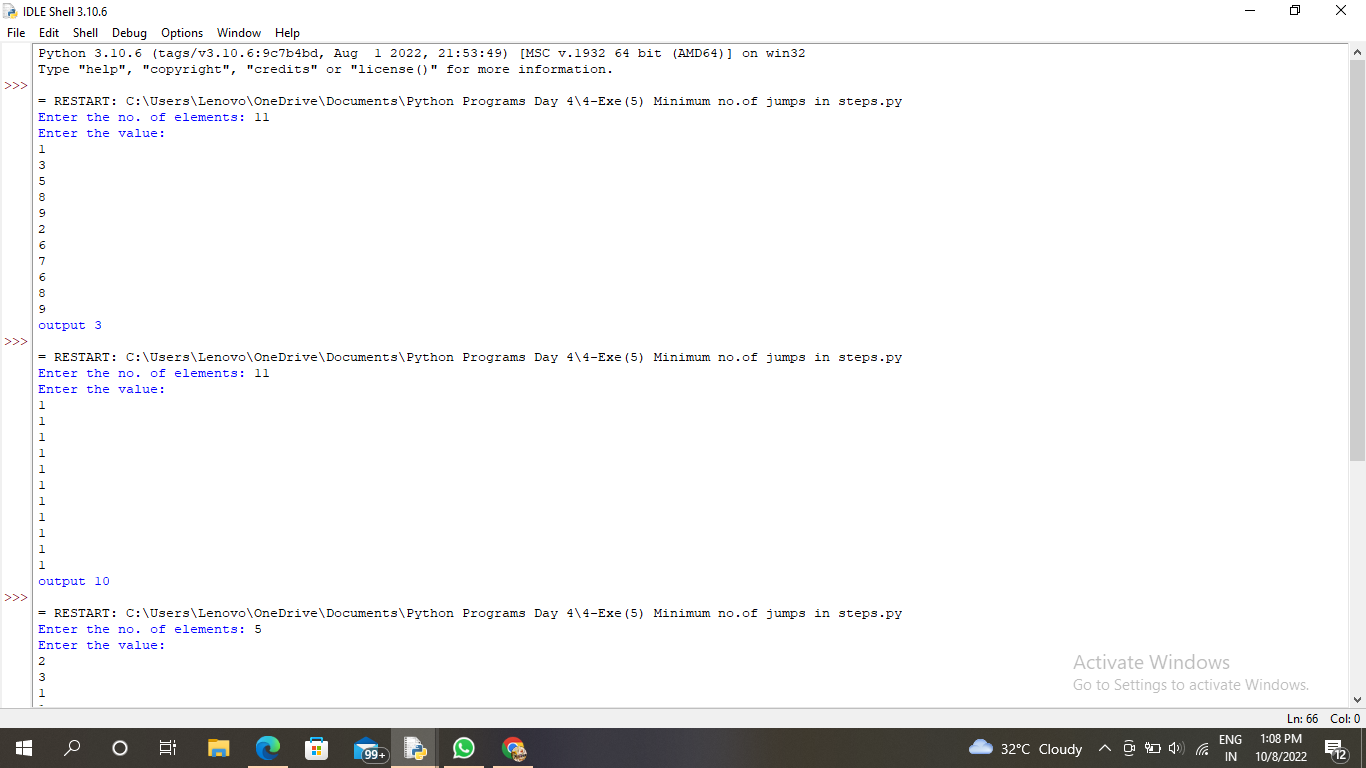 IDLE Shell 3.10.6
File Edit Shell Debug Options Window Help
Python 3.10.6 (tags/v3.10.6:9c7b4bd, Aug  1 2022, 21:53:49) [MSC v.1932 64 bit (AMD64)] on win32
Type "help", "copyright", "credits" or "license()" for more information.
>>>
= RESTART: C:\Users\Lenovo\OneDrive\Documents\Python Programs Day 4\4-Exe(5) Minimum no.of jumps in steps.py
Enter the no. of elements: 11
Enter the value:
1
3
5
8
9
2
6
7
6
8
9
output 3
>>>
= RESTART: C:\Users\Lenovo\OneDrive\Documents\Python Programs Day 4\4-Exe(5) Minimum no.of jumps in steps.py
Enter the no. of elements: 11
Enter the value:
1
1
1
1
1
1
1
1
1
1
1
output 10
>>>
= RESTART: C:\Users\Lenovo\OneDrive\Documents\Python Programs Day 4\4-Exe(5) Minimum no.of jumps in steps.py
Enter the no. of elements: 5
Enter the value:
2
3
1
Activate Windows
Go to Settings to activate Windows.
Ln: 66 Col: 0
99+
32°C Cloudy
ENG
IN
1:08 PM
10/8/2022
12